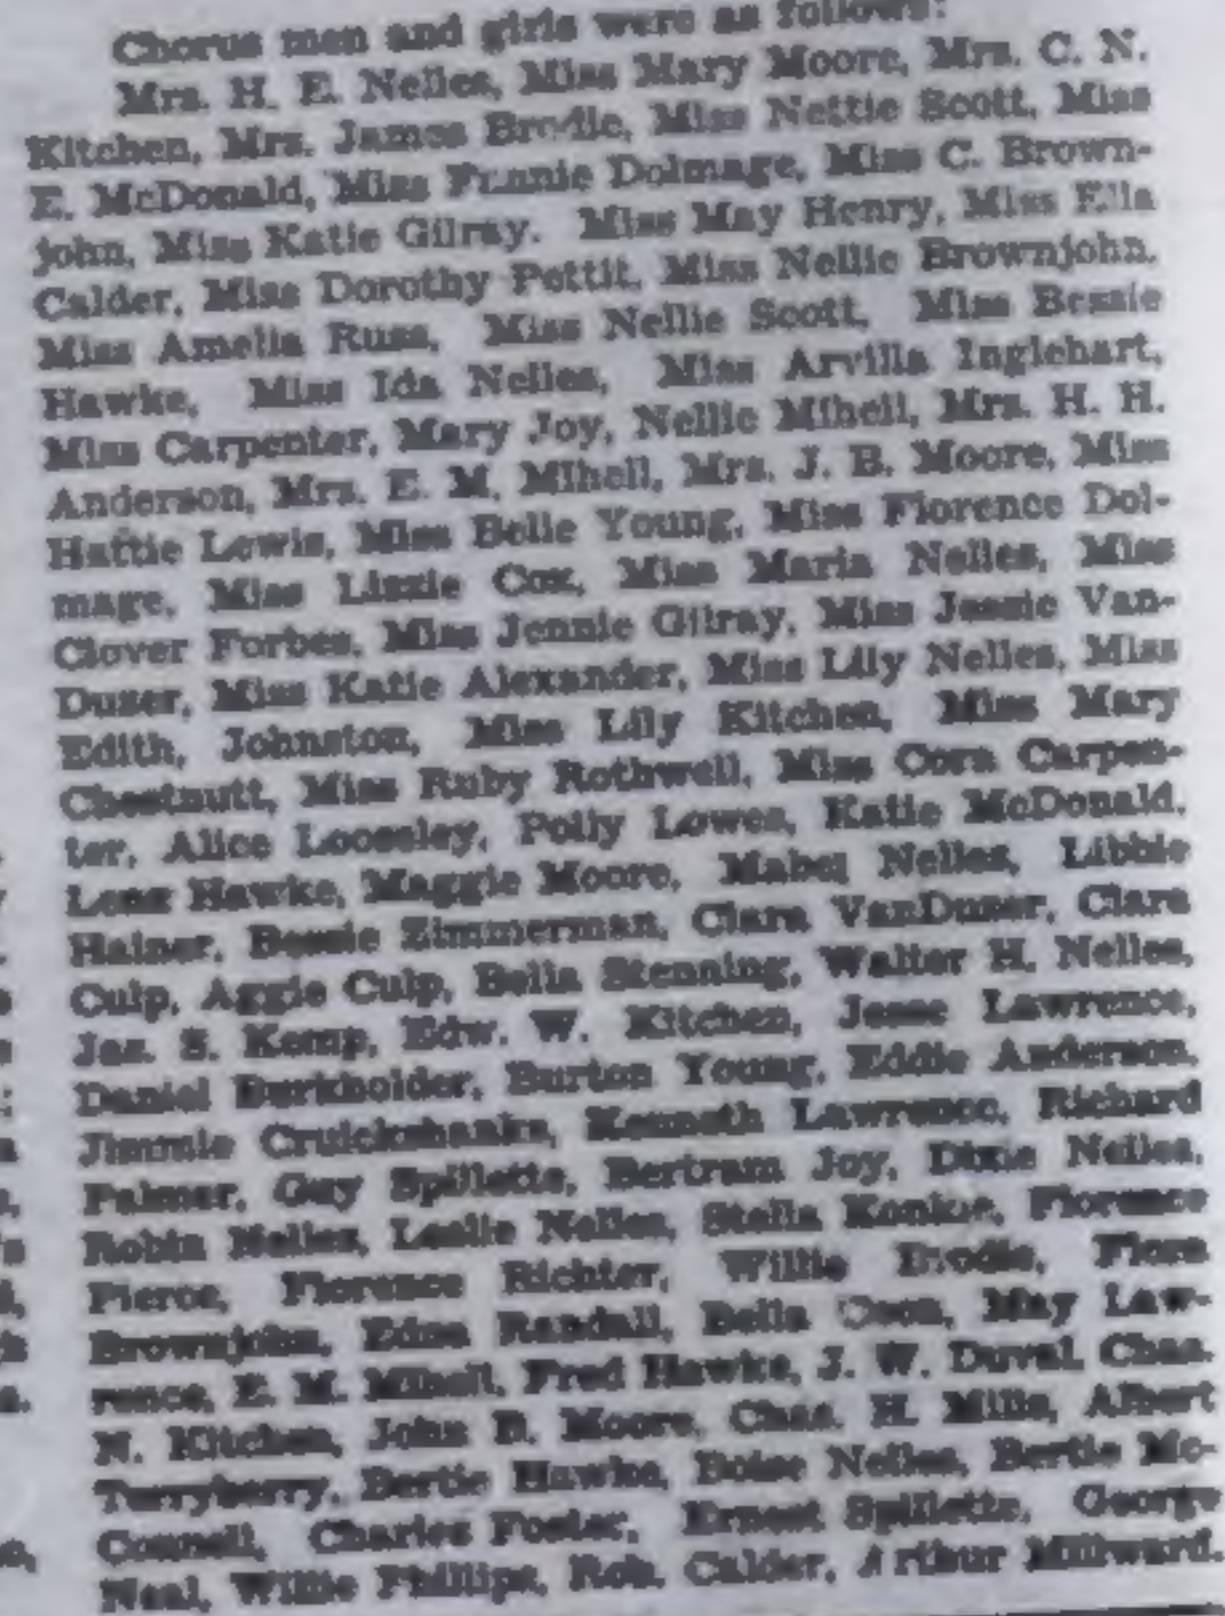 Chorus men and girls were as follows:
Mrs. H. E. Nelles, Miss Mary Moore, Mrs. C. N.
Kitchen, Mrs. James Brodie, Miss Nettie Scott, Miss
E. McDonald, Miss Fannie Dolmage, Miss C. Brown-
john, Miss Katie Gilray. Miss May Henry, Miss Ella
Calder, Miss Dorothy Pettit, Miss Nellie Brownjohn,
Miss Amelia Russ, Miss Nellie Scott, Miss Bessie
Hawke, Miss Ida Nelles, Miss Arvilla Inglehart,
Miss Carpenter, Mary Joy, Nellie Mihell, Mrs. H. H.
Anderson, Mrs. E. M. Mihell, Mrs. J. B. Moore, Miss
Hattie Lewis, Miss Belle Young, Miss Florence Dol-
mage, Miss Lizzie Cox, Miss Maria Nelles, Miss
Clover Forbes, Miss Jennie Gilray, Miss Jessie Van-
Duzer, Miss Katie Alexander, Miss Lily Nelles, Miss
Edith, Johnston, Miss Lily Kitchen, Miss Mary
Chestnutt, Miss Ruby Rothwell, Miss Cora Carpen-
ter, Alice Looseley, Polly Lowes, Katie McDonald,
Lena Hawke, Maggie Moore, Mabel Nelles, Libbie
Hainer, Bessie Zimmerman, Clara VanDuzer, Clara
Culp, Aggie Culp, Bella Stenning, Walter H. Nelles,
Jas. S. Kemp, Edw. W. Kitchen, Jesse Lawrence,
Daniel Burkholder, Burton Young, Eddie Anderson,
Jimmie Cruickshanks, Kenneth Lawrence, Richard
Palmer, Guy Spillette, Bertram Joy, Dixie Nelles,
Robin Nelles, Leslie Nelles, Stella Konkle, Florence
Pierce, Florence Richter, Willie Brodie, Flora
Brownjohn, Edna Randall, Bella Coon, May Law-
rence, E. M. Mihell, Fred Hawke, J. W. Duval, Chas.
N. Kitchen, John B. Moore, Chas. H. Mills, Albert
Terryberry, Bertie Hawke, Boise Nelles, Bertie Mc-
Connell, Charles Foster, Ernest Spillette, George
Neal, Willie Phillips, Rob. Calder, Arthur Millward.